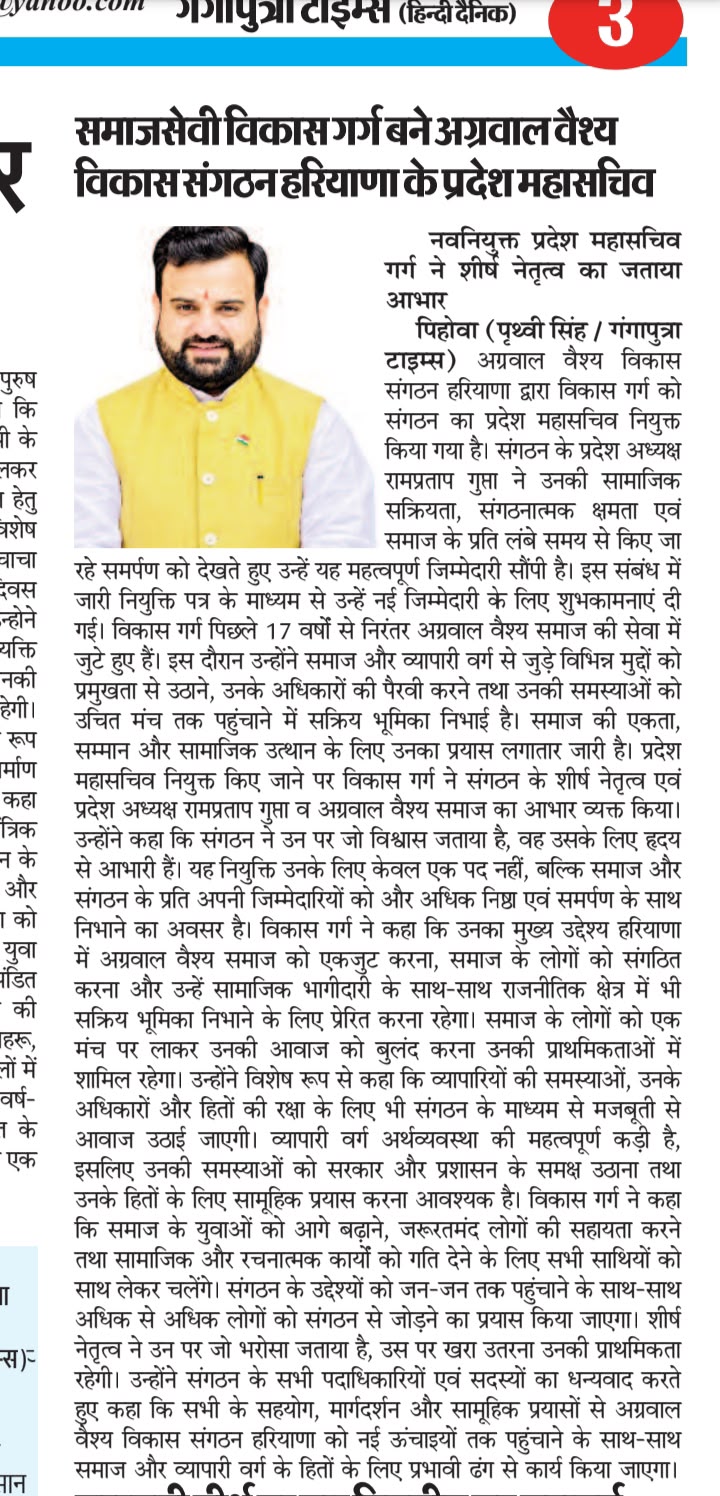 @yahoo.com
गंगापुत्रा टाइम्स (हिन्दी दैनिक)
3
समाजसेवी विकास गर्ग बने अग्रवाल वैश्य
विकास संगठन हरियाणा के प्रदेश महासचिव
नवनियुक्त प्रदेश महासचिव
गर्ग ने शीर्ष नेतृत्व का जताया
आभार
पिहोवा (पृथ्वी सिंह / गंगापुत्रा
टाइम्स) अग्रवाल वैश्य विकास
संगठन हरियाणा द्वारा विकास गर्ग को
संगठन का प्रदेश महासचिव नियुक्त
किया गया है। संगठन के प्रदेश अध्यक्ष
रामप्रताप गुप्ता ने उनकी सामाजिक
सक्रियता, संगठनात्मक क्षमता एवं
समाज के प्रति लंबे समय से किए जा
रहे समर्पण को देखते हुए उन्हें यह महत्वपूर्ण जिम्मेदारी सौंपी है। इस संबंध में
जारी नियुक्ति पत्र के माध्यम से उन्हें नई जिम्मेदारी के लिए शुभकामनाएं दी
गई। विकास गर्ग पिछले 17 वर्षों से निरंतर अग्रवाल वैश्य समाज की सेवा में
जुटे हुए हैं। इस दौरान उन्होंने समाज और व्यापारी वर्ग से जुड़े विभिन्न मुद्दों को
प्रमुखता से उठाने, उनके अधिकारों की पैरवी करने तथा उनकी समस्याओं को
उचित मंच तक पहुंचाने में सक्रिय भूमिका निभाई है। समाज की एकता,
सम्मान और सामाजिक उत्थान के लिए उनका प्रयास लगातार जारी है। प्रदेश
महासचिव नियुक्त किए जाने पर विकास गर्ग ने संगठन के शीर्ष नेतृत्व एवं
प्रदेश अध्यक्ष रामप्रताप गुप्ता व अग्रवाल वैश्य समाज का आभार व्यक्त किया।
उन्होंने कहा कि संगठन ने उन पर जो विश्वास जताया है, वह उसके लिए हृदय
से आभारी हैं। यह नियुक्ति उनके लिए केवल एक पद नहीं, बल्कि समाज और
संगठन के प्रति अपनी जिम्मेदारियों को और अधिक निष्ठा एवं समर्पण के साथ
निभाने का अवसर है। विकास गर्ग ने कहा कि उनका मुख्य उद्देश्य हरियाणा
में अग्रवाल वैश्य समाज को एकजुट करना, समाज के लोगों को संगठित
करना और उन्हें सामाजिक भागीदारी के साथ-साथ राजनीतिक क्षेत्र में भी
सक्रिय भूमिका निभाने के लिए प्रेरित करना रहेगा। समाज के लोगों को एक
मंच पर लाकर उनकी आवाज को बुलंद करना उनकी प्राथमिकताओं में
शामिल रहेगा। उन्होंने विशेष रूप से कहा कि व्यापारियों की समस्याओं, उनके
अधिकारों और हितों की रक्षा के लिए भी संगठन के माध्यम से मजबूती से
आवाज उठाई जाएगी। व्यापारी वर्ग अर्थव्यवस्था की महत्वपूर्ण कड़ी है,
इसलिए उनकी समस्याओं को सरकार और प्रशासन के समक्ष उठाना तथा
उनके हितों के लिए सामूहिक प्रयास करना आवश्यक है। विकास गर्ग ने कहा
कि समाज के युवाओं को आगे बढ़ाने, जरूरतमंद लोगों की सहायता करने
तथा सामाजिक और रचनात्मक कार्यों को गति देने के लिए सभी साथियों को
साथ लेकर चलेंगे। संगठन के उद्देश्यों को जन-जन तक पहुंचाने के साथ-साथ
अधिक से अधिक लोगों को संगठन से जोड़ने का प्रयास किया जाएगा। शीर्ष
नेतृत्व ने उन पर जो भरोसा जताया है, उस पर खरा उतरना उनकी प्राथमिकता
रहेगी। उन्होंने संगठन के सभी पदाधिकारियों एवं सदस्यों का धन्यवाद करते
हुए कहा कि सभी के सहयोग, मार्गदर्शन और सामूहिक प्रयासों से अग्रवाल
वैश्य विकास संगठन हरियाणा को नई ऊंचाइयों तक पहुंचाने के साथ-साथ
समाज और व्यापारी वर्ग के हितों के लिए प्रभावी ढंग से कार्य किया जाएगा।